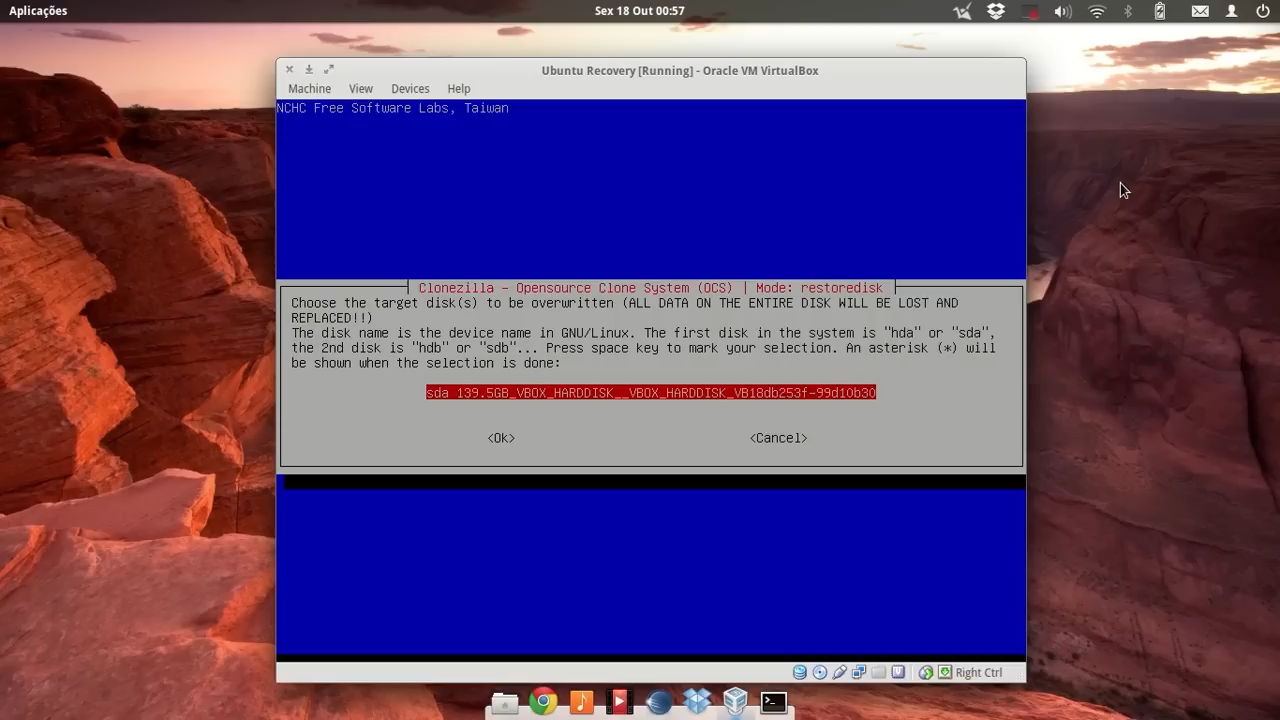 Aplicações
Sex 18 Out 00:57
Ubuntu Recovery [Running] - Oracle VM VirtualBox
Machine View Devices Help
NCHC Free Software Labs, Taiwan
Clonezilla - Opensource Clone System (OCS) | Mode: restoredisk
Choose the target disk(s) to be overwritten (ALL DATA ON THE ENTIRE DISK WILL BE LOST AND
REPLACED!!)
The disk name is the device name in GNU/Linux. The first disk in the system is "hda" or "sda",
the 2nd disk is "hdb" or "sdb"... Press space key to mark your selection. An asterisk (*) will
be shown when the selection is done:
sda 139.5GB_VBOX_HARDDISK__VBOX_HARDDISK_VB18db253f-99d10b30
<Ok> <Cancel>
Right Ctrl